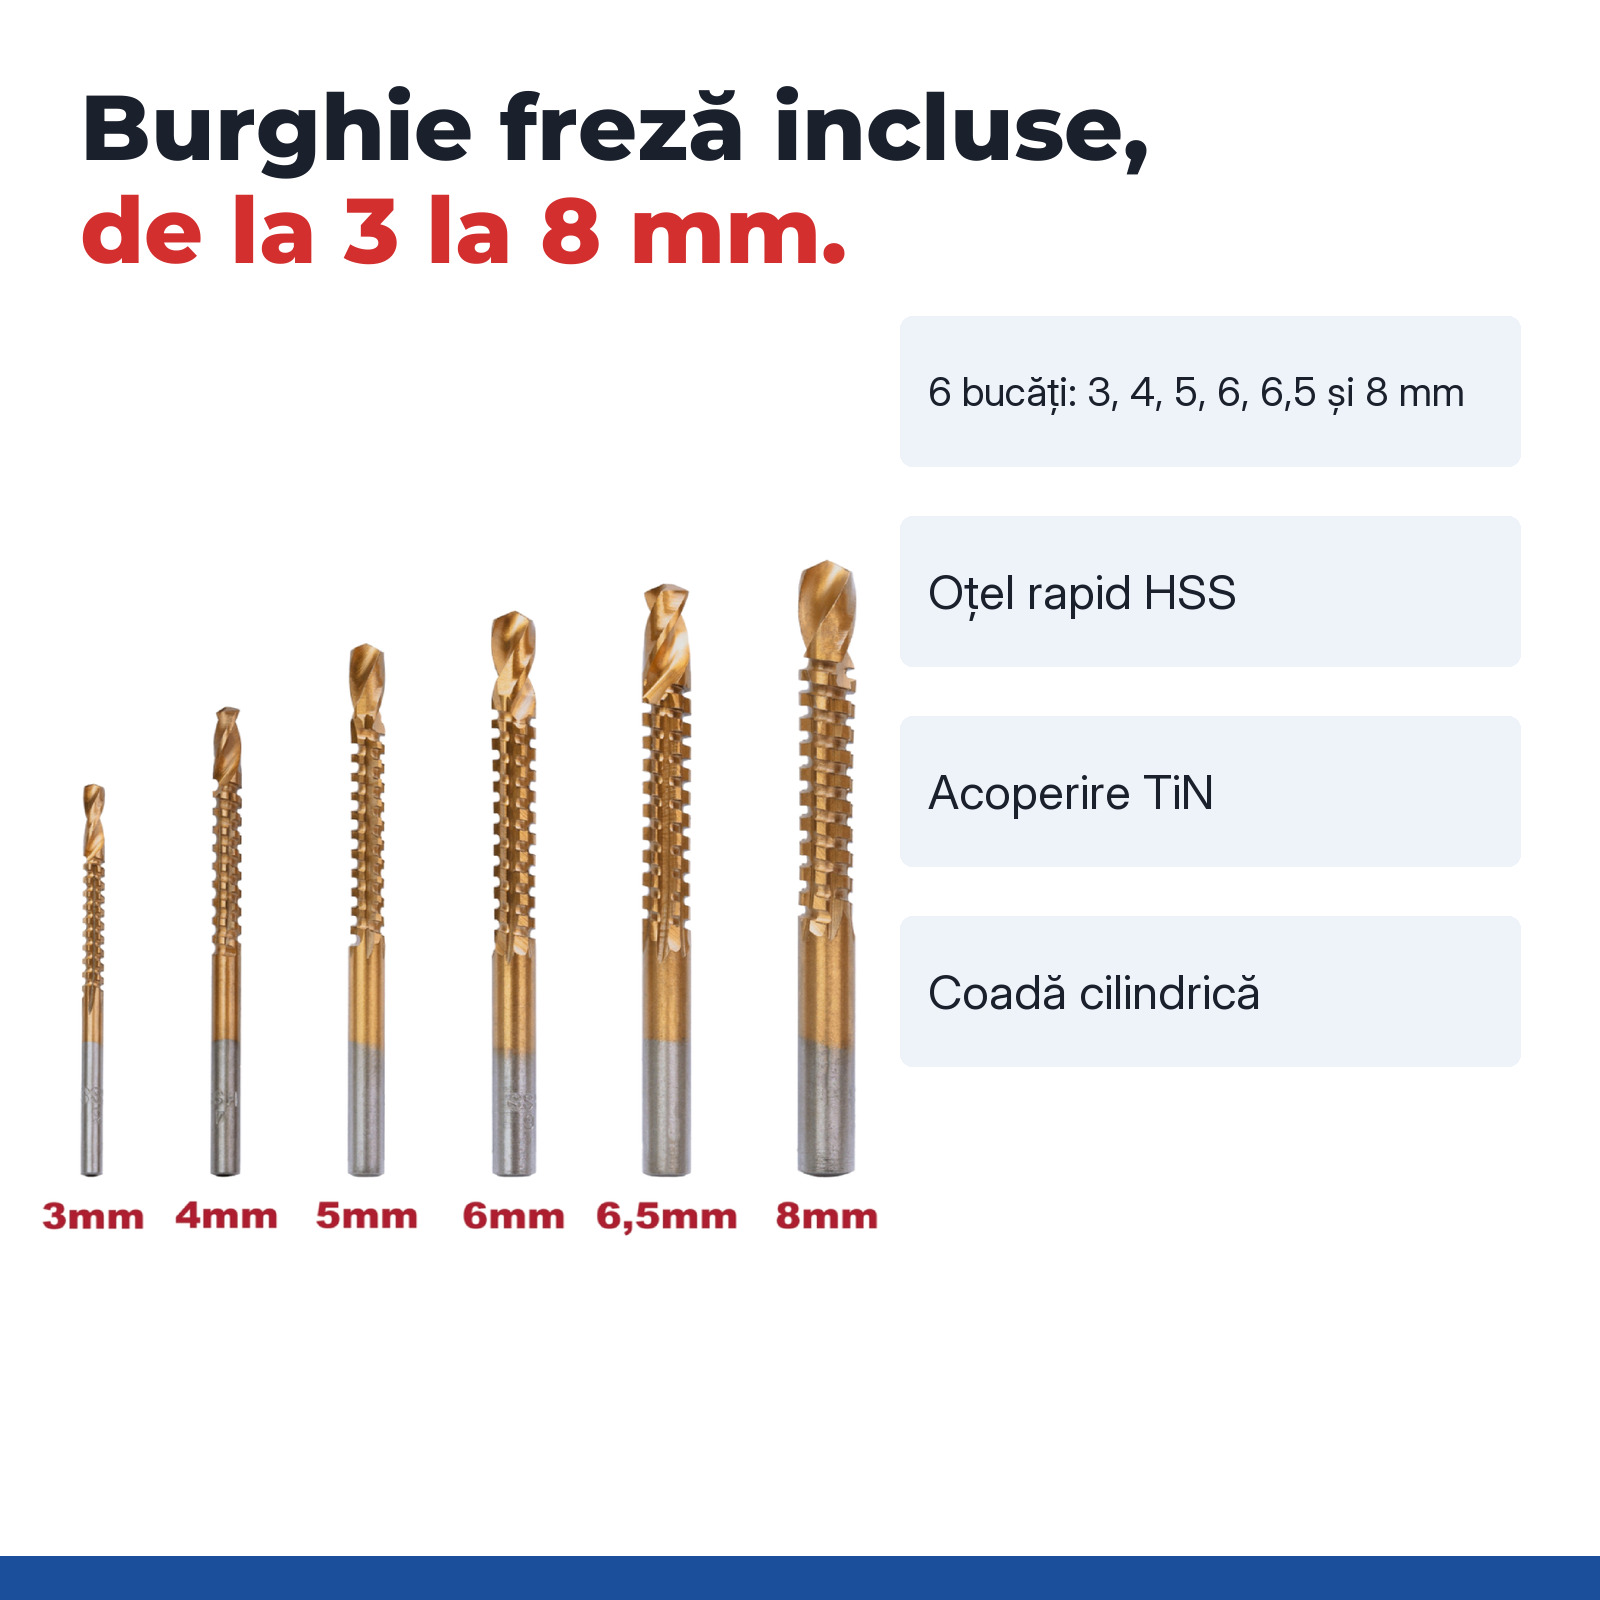 Burghie freză incluse,
de la 3 la 8 mm.
6 bucăți: 3, 4, 5, 6, 6,5 și 8 mm
Oțel rapid HSS
Acoperire TiN
Coadă cilindrică
3mm 4mm 5mm 6mm 6,5mm 8mm